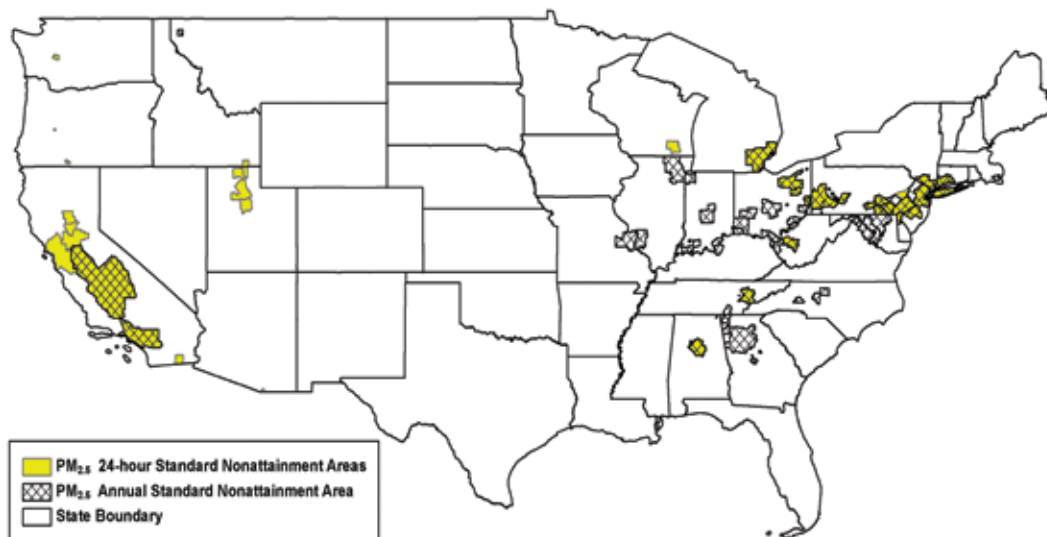 PM₂.₅ 24-hour Standard Nonattainment Areas
PM₂.₅ Annual Standard Nonattainment Area
State Boundary